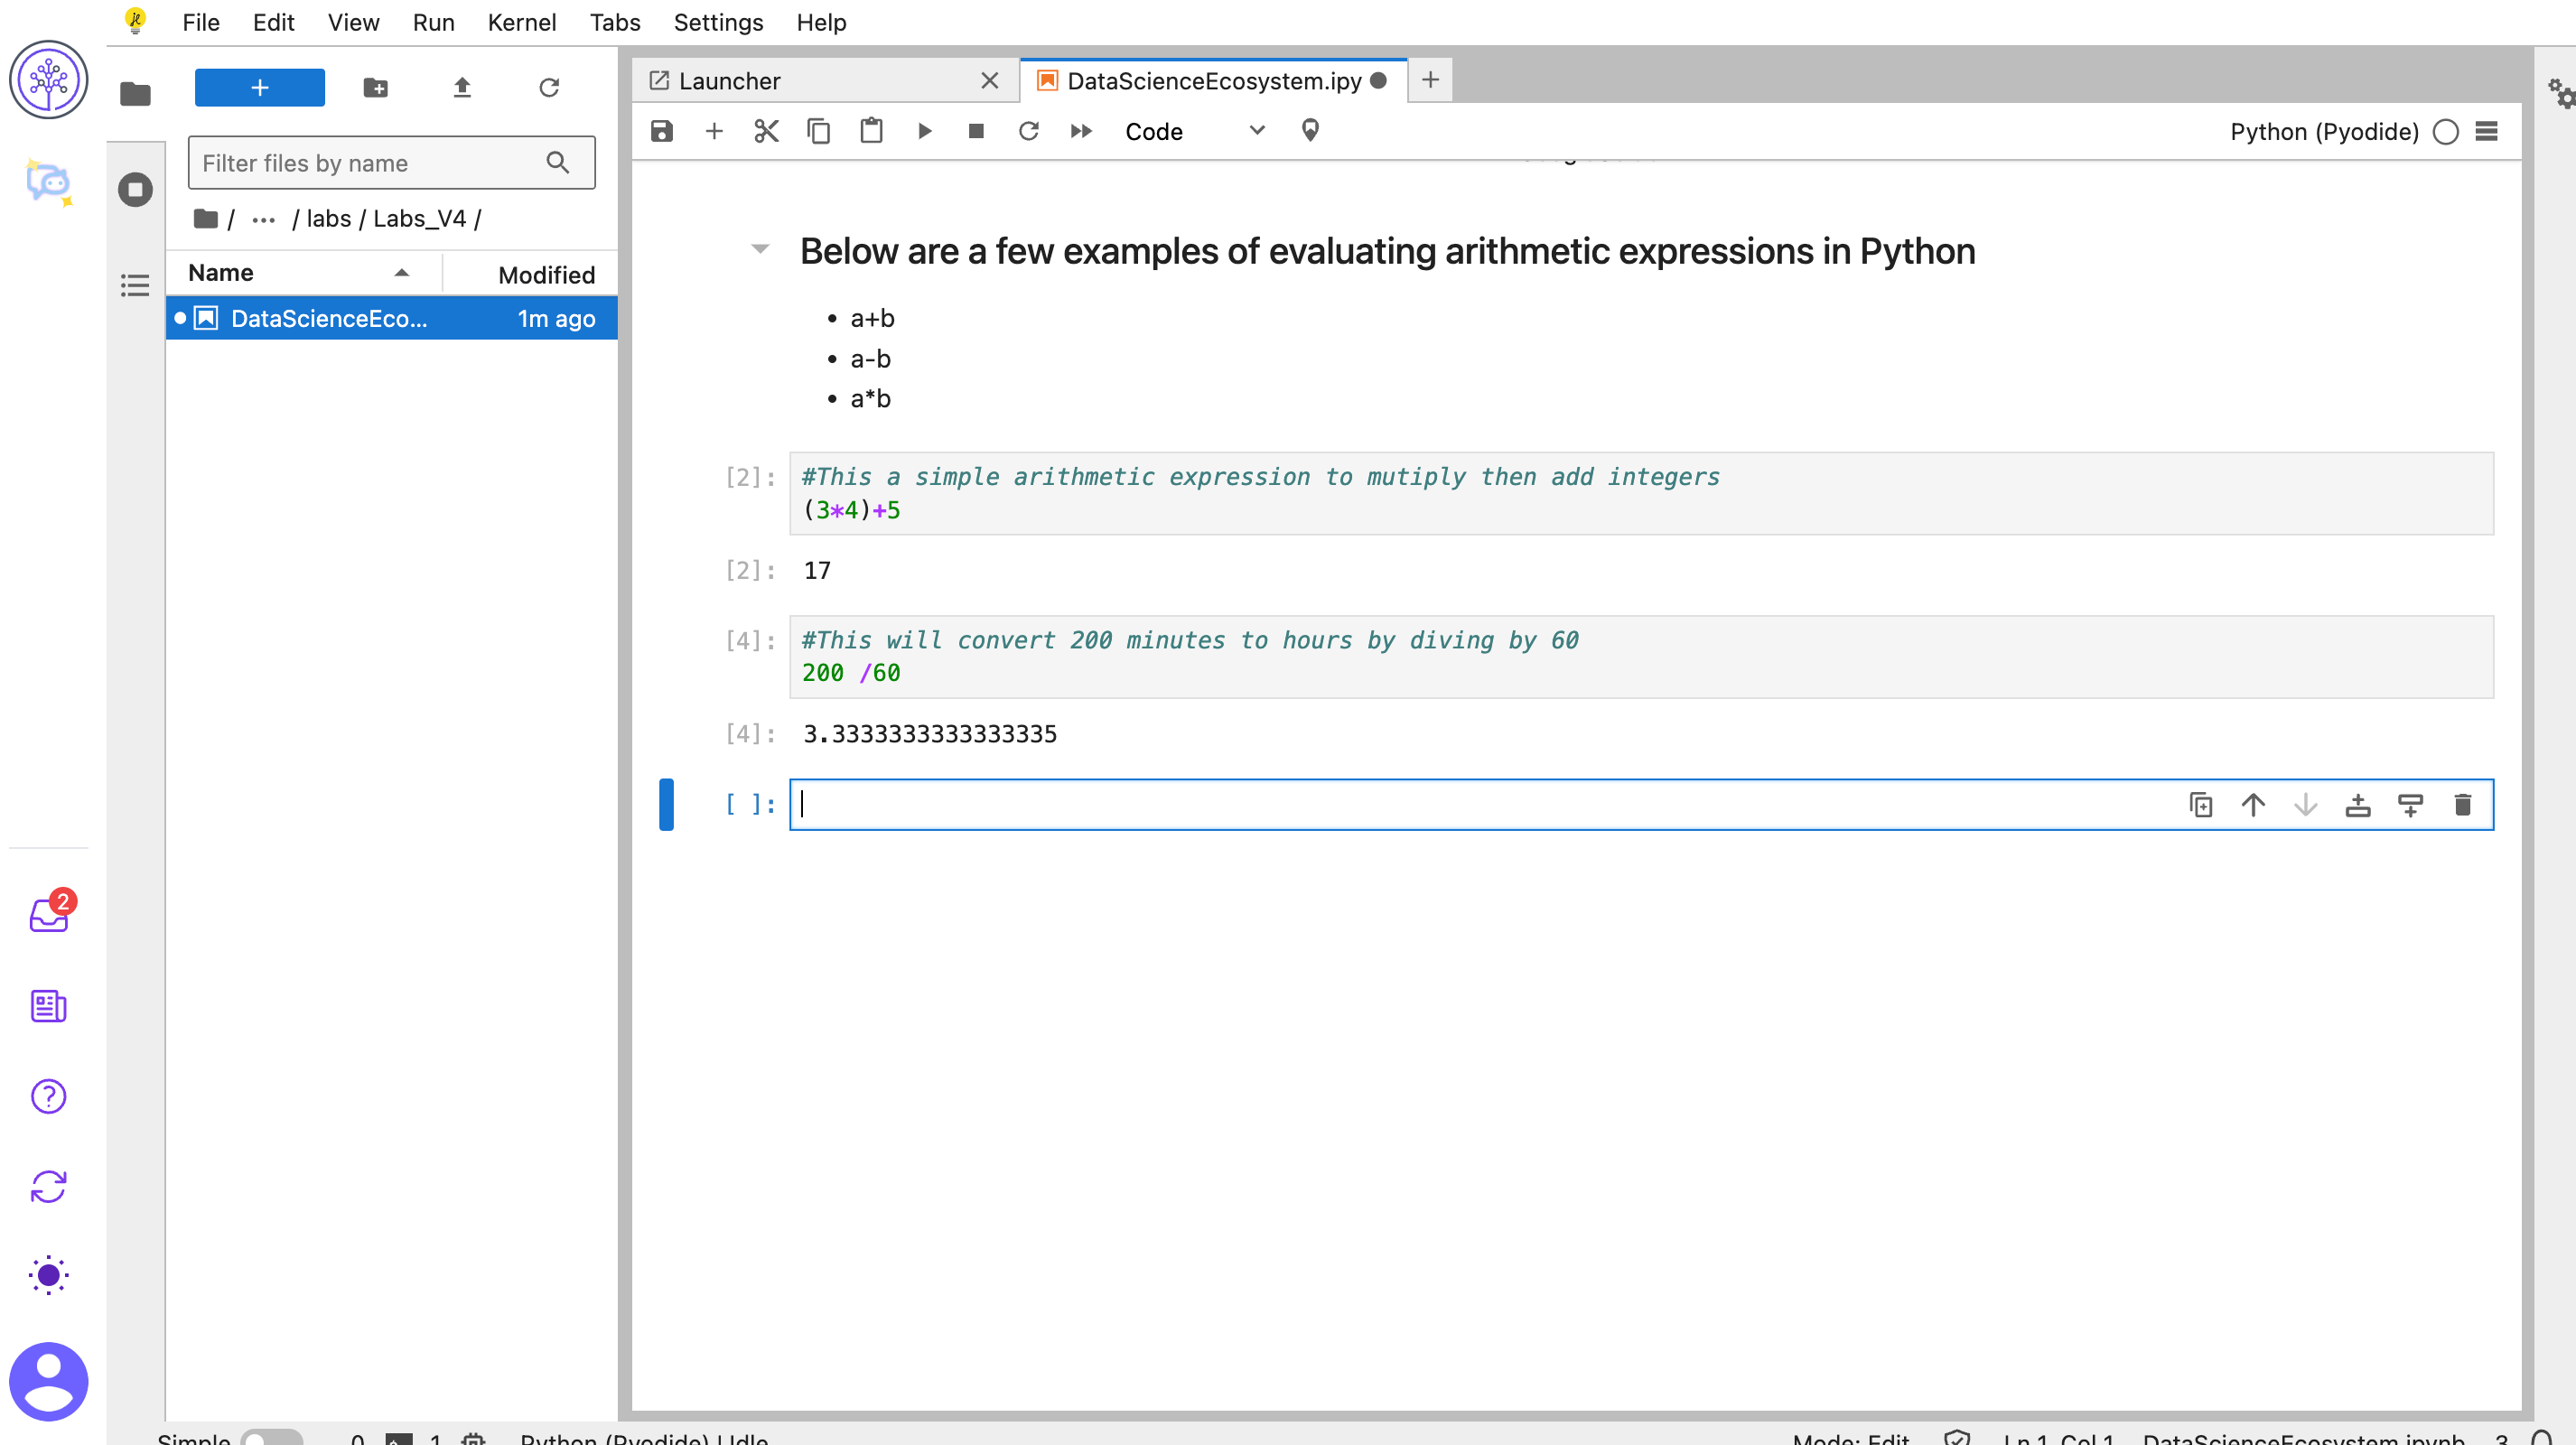 File Edit View Run Kernel Tabs Settings Help
Launcher
DataScienceEcosystem.ipy
Filter files by name
Code
Python (Pyodide)
/ ... / labs / Labs_V4 /
Name Modified
DataScienceEco... 1m ago
Below are a few examples of evaluating arithmetic expressions in Python
• a+b
• a-b
• a*b
[2]: #This a simple arithmetic expression to mutiply then add integers
(3*4)+5
[2]: 17
[4]: #This will convert 200 minutes to hours by diving by 60
200 /60
[4]: 3.3333333333333335
[ ]:
2
Simple 0 1 Python (Pyodide) | Idle Mode: Edit Ln 1, Col 1 DataScienceEcosystem.ipynb 3